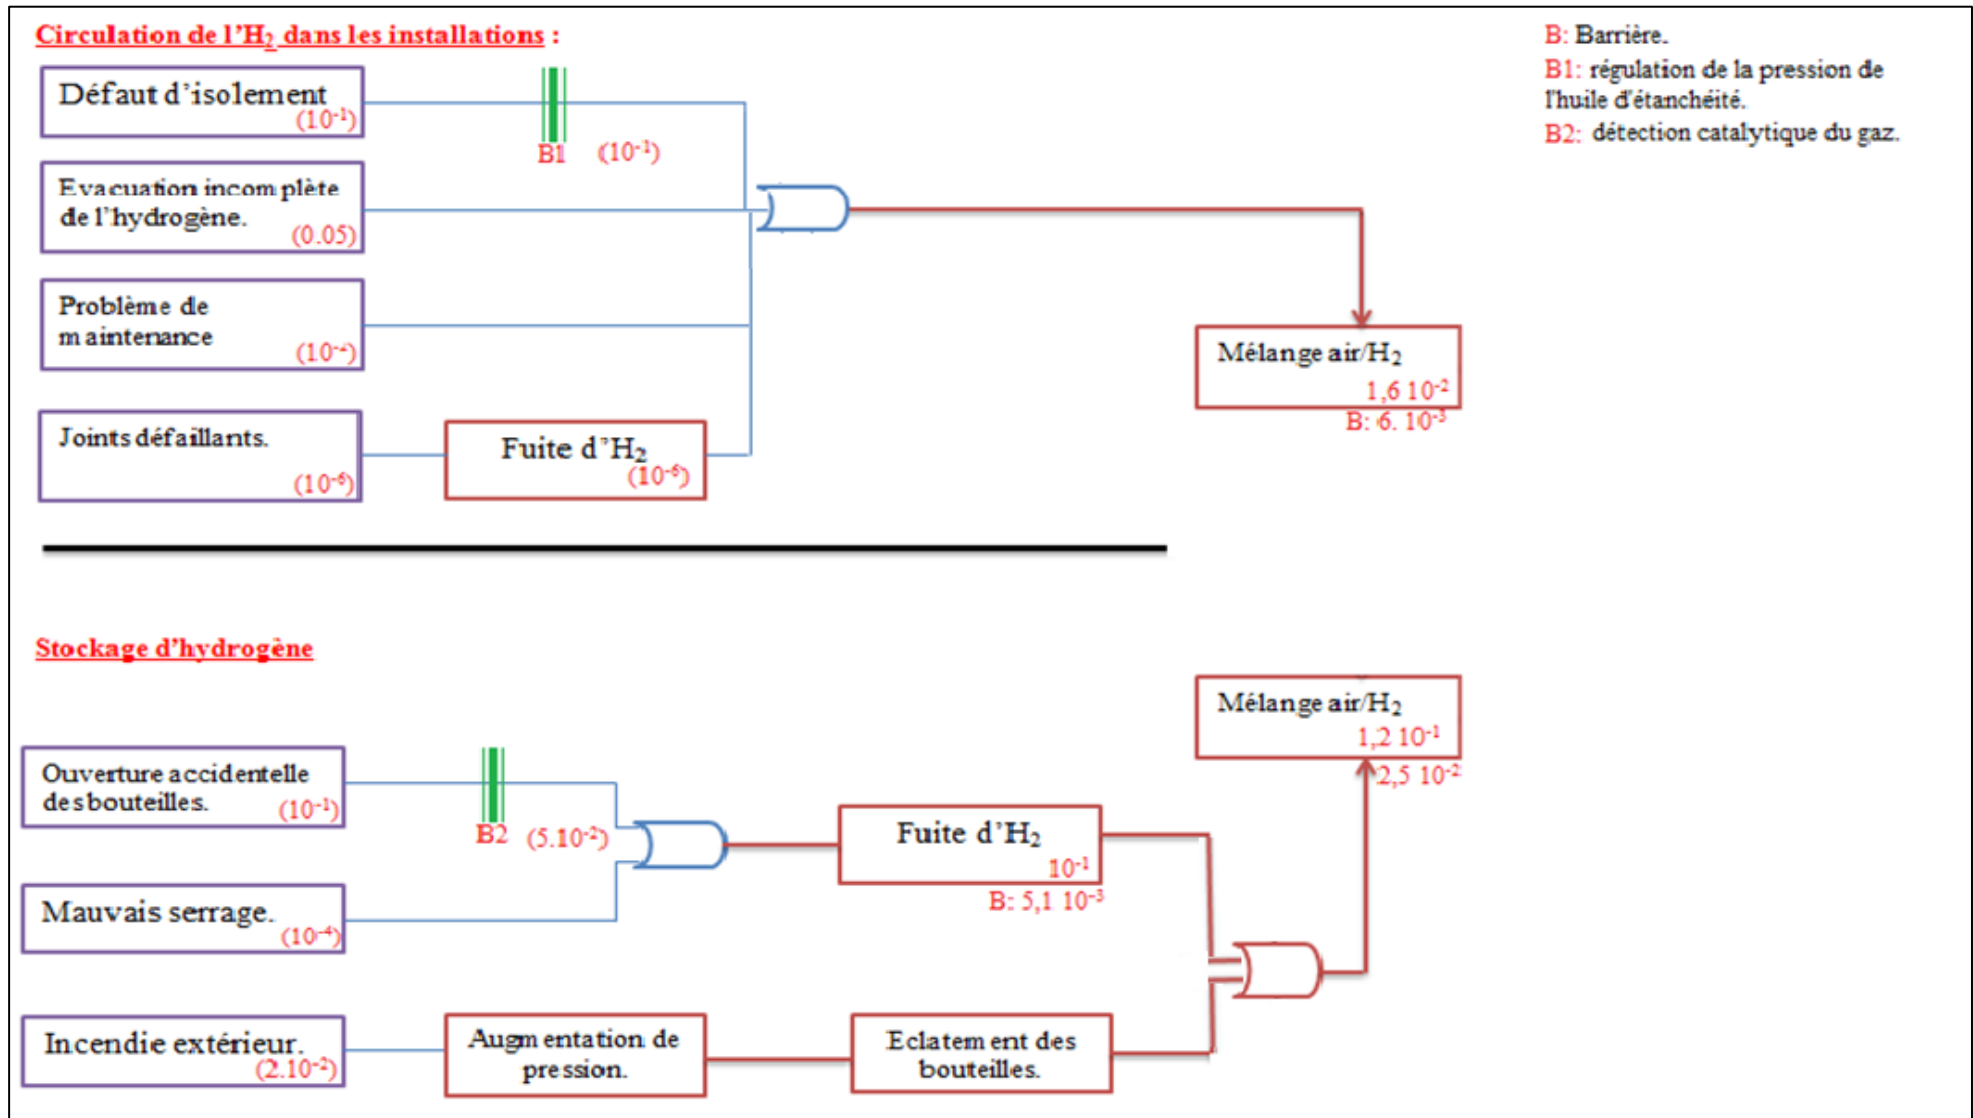 Circulation de l'H₂ dans les installations :
Défaut d'isolement
(10⁻¹)
B1 (10⁻¹)
Evacuation incomplète
de l'hydrogène.
(0.05)
Problème de
maintenance
Joints défaillants.
(10⁻⁶)
Fuite d'H₂
(10⁻⁶)
Mélange air/H₂
1,6 10⁻²
B: 6. 10⁻³
B: Barrière.
B1: régulation de la pression de
l'huile d'étanchéité.
B2: détection catalytique du gaz.
Stockage d'hydrogène
Ouverture accidentelle
des bouteilles.
(10⁻¹)
B2 (5.10⁻²)
Mauvais serrage.
(10⁻⁴)
Fuite d'H₂
10⁻¹
B: 5,1 10⁻³
Mélange air/H₂
1,2 10⁻¹
2,5 10⁻²
Incendie extérieur.
(2.10⁻²)
Augmentation de
pression.
Eclatement des
bouteilles.